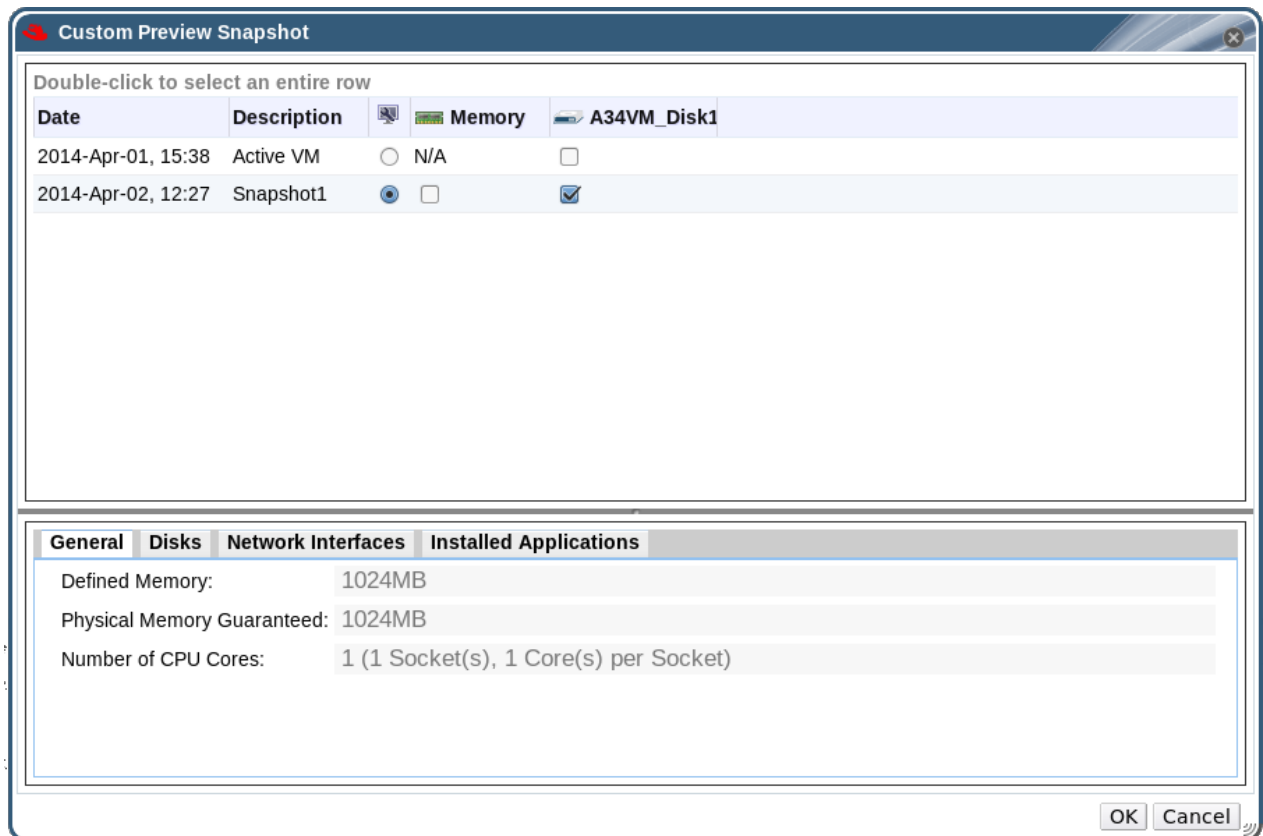 Custom Preview Snapshot
Double-click to select an entire row
Date Description Memory A34VM_Disk1
2014-Apr-01, 15:38 Active VM N/A
2014-Apr-02, 12:27 Snapshot1
General Disks Network Interfaces Installed Applications
Defined Memory: 1024MB
Physical Memory Guaranteed: 1024MB
Number of CPU Cores: 1 (1 Socket(s), 1 Core(s) per Socket)
OK Cancel